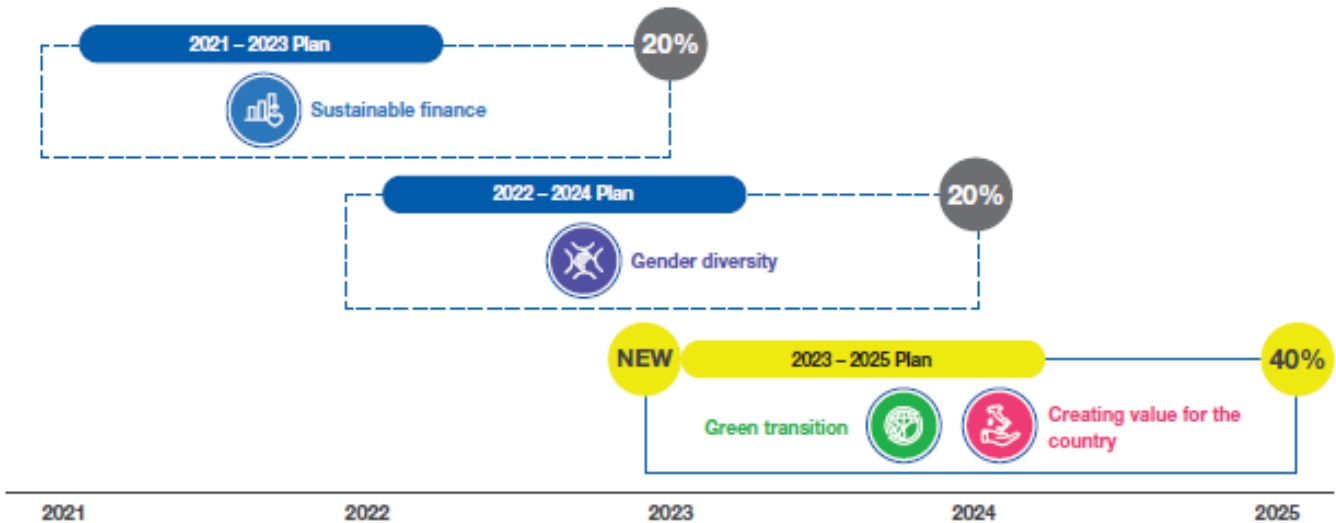 2021 – 2023 Plan
20%
Sustainable finance
2022 – 2024 Plan
20%
Gender diversity
NEW
2023 – 2025 Plan
40%
Green transition
Creating value for the
country
2021 2022 2023 2024 2025